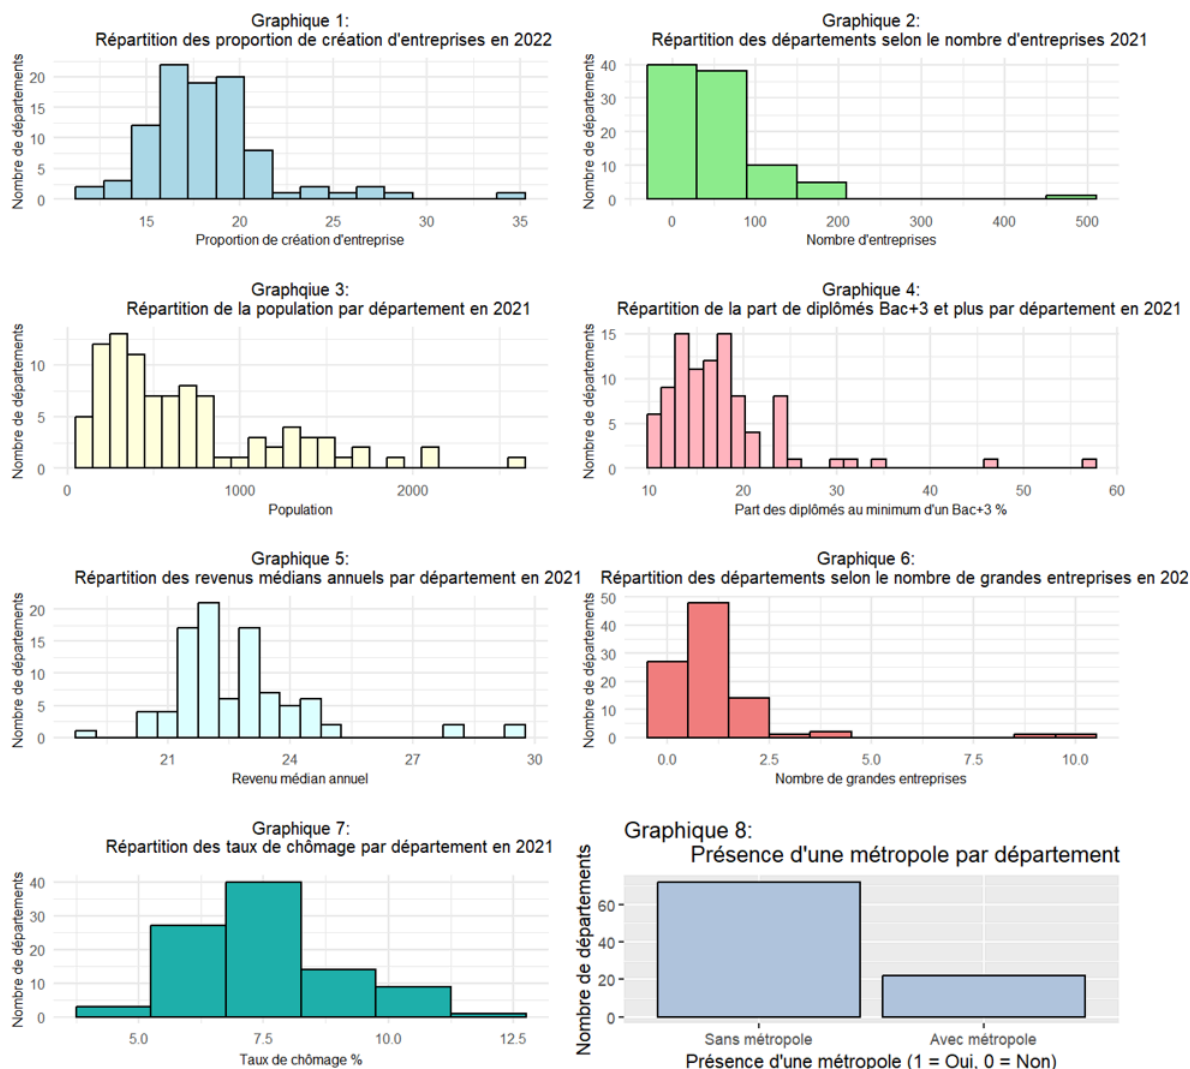 Graphique 1:
Répartition des proportion de création d'entreprises en 2022
Nombre de départements
20
15
10
5
0
15
20
25
30
35
Proportion de création d'entreprise
Graphique 2:
Répartition des départements selon le nombre d'entreprises 2021
Nombre de départements
40
30
20
10
0
0
100
200
300
400
500
Nombre d'entreprises
Graphqiue 3:
Répartition de la population par département en 2021
Nombre de départements
10
5
0
0
1000
2000
Population
Graphique 4:
Répartition de la part de diplômés Bac+3 et plus par département en 2021
Nombre de départements
15
10
5
0
10
20
30
40
50
60
Part des diplômés au minimum d'un Bac+3 %
Graphique 5:
Répartition des revenus médians annuels par département en 2021
Nombre de départements
20
15
10
5
0
21
24
27
30
Revenu médian annuel
Graphique 6:
Répartition des départements selon le nombre de grandes entreprises en 202
Nombre de départements
50
40
30
20
10
0
0.0
2.5
5.0
7.5
10.0
Nombre de grandes entreprises
Graphique 7:
Répartition des taux de chômage par département en 2021
Nombre de départements
40
30
20
10
0
5.0
7.5
10.0
12.5
Taux de chômage %
Graphique 8:
Présence d'une métropole par département
Nombre de départements
60
40
20
0
Sans métropole
Avec métropole
Présence d'une métropole (1 = Oui, 0 = Non)